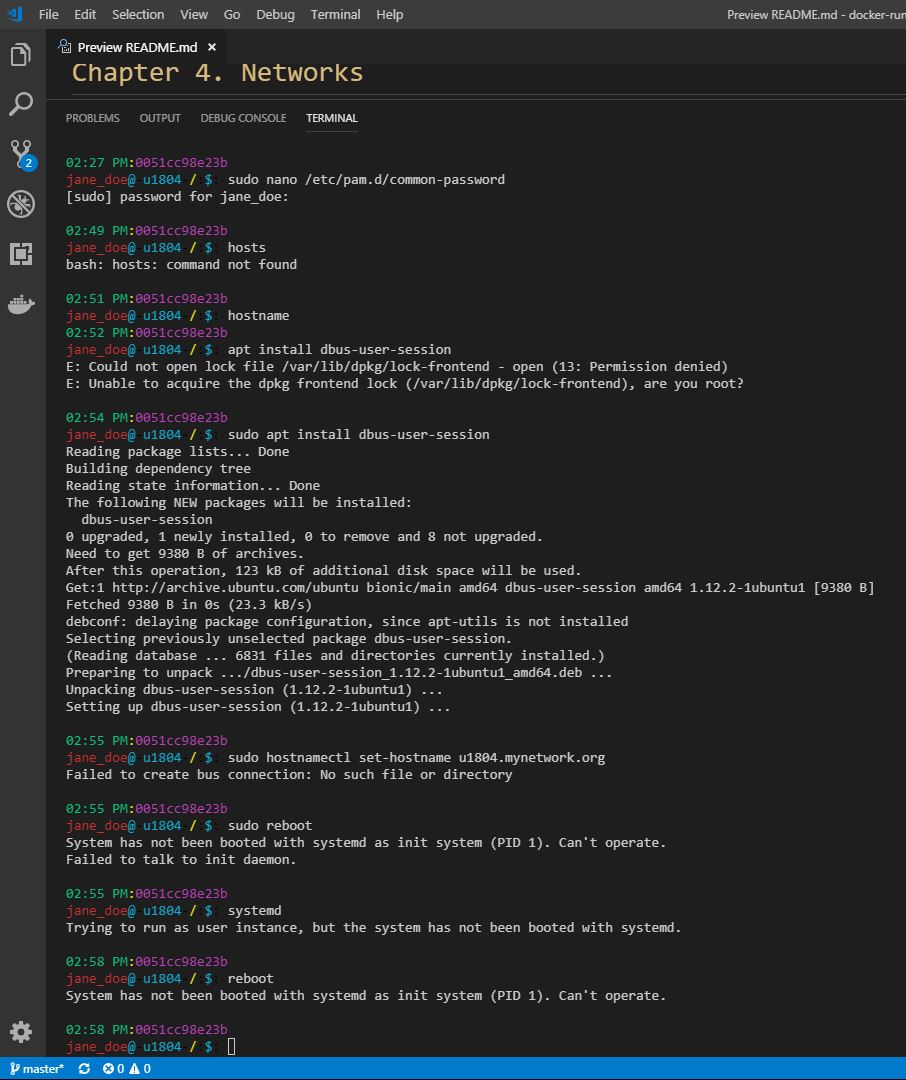 File Edit Selection View Go Debug Terminal Help Preview README.md - docker-run
Preview README.md ×
Chapter 4. Networks
PROBLEMS OUTPUT DEBUG CONSOLE TERMINAL
02:27 PM:0051cc98e23b
jane_doe@ u1804 / $ sudo nano /etc/pam.d/common-password
[sudo] password for jane_doe:
02:49 PM:0051cc98e23b
jane_doe@ u1804 / $ hosts
bash: hosts: command not found
02:51 PM:0051cc98e23b
jane_doe@ u1804 / $ hostname
02:52 PM:0051cc98e23b
jane_doe@ u1804 / $ apt install dbus-user-session
E: Could not open lock file /var/lib/dpkg/lock-frontend - open (13: Permission denied)
E: Unable to acquire the dpkg frontend lock (/var/lib/dpkg/lock-frontend), are you root?
02:54 PM:0051cc98e23b
jane_doe@ u1804 / $ sudo apt install dbus-user-session
Reading package lists... Done
Building dependency tree
Reading state information... Done
The following NEW packages will be installed:
dbus-user-session
0 upgraded, 1 newly installed, 0 to remove and 8 not upgraded.
Need to get 9380 B of archives.
After this operation, 123 kB of additional disk space will be used.
Get:1 http://archive.ubuntu.com/ubuntu bionic/main amd64 dbus-user-session amd64 1.12.2-1ubuntu1 [9380 B]
Fetched 9380 B in 0s (23.3 kB/s)
debconf: delaying package configuration, since apt-utils is not installed
Selecting previously unselected package dbus-user-session.
(Reading database ... 6831 files and directories currently installed.)
Preparing to unpack .../dbus-user-session_1.12.2-1ubuntu1_amd64.deb ...
Unpacking dbus-user-session (1.12.2-1ubuntu1) ...
Setting up dbus-user-session (1.12.2-1ubuntu1) ...
02:55 PM:0051cc98e23b
jane_doe@ u1804 / $ sudo hostnamectl set-hostname u1804.mynetwork.org
Failed to create bus connection: No such file or directory
02:55 PM:0051cc98e23b
jane_doe@ u1804 / $ sudo reboot
System has not been booted with systemd as init system (PID 1). Can't operate.
Failed to talk to init daemon.
02:55 PM:0051cc98e23b
jane_doe@ u1804 / $ systemd
Trying to run as user instance, but the system has not been booted with systemd.
02:58 PM:0051cc98e23b
jane_doe@ u1804 / $ reboot
System has not been booted with systemd as init system (PID 1). Can't operate.
02:58 PM:0051cc98e23b
jane_doe@ u1804 / $
2
master* 0 0